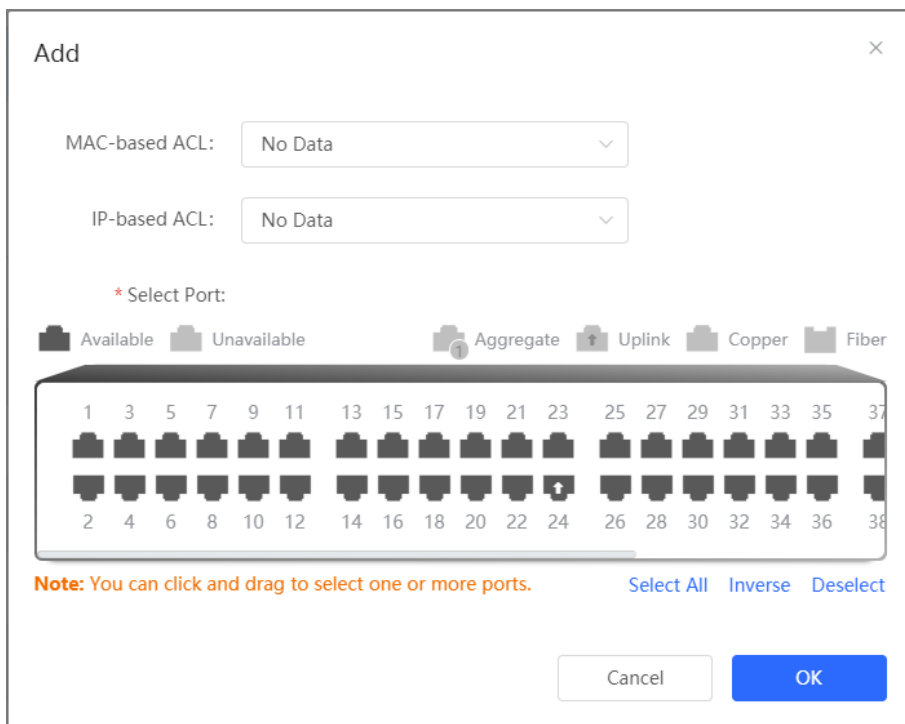 Add
MAC-based ACL: No Data
IP-based ACL: No Data
* Select Port:
Available Unavailable 1 Aggregate Uplink Copper Fiber
1 3 5 7 9 11 13 15 17 19 21 23 25 27 29 31 33 35 37
2 4 6 8 10 12 14 16 18 20 22 24 26 28 30 32 34 36 38
Note: You can click and drag to select one or more ports. Select All Inverse Deselect
Cancel OK